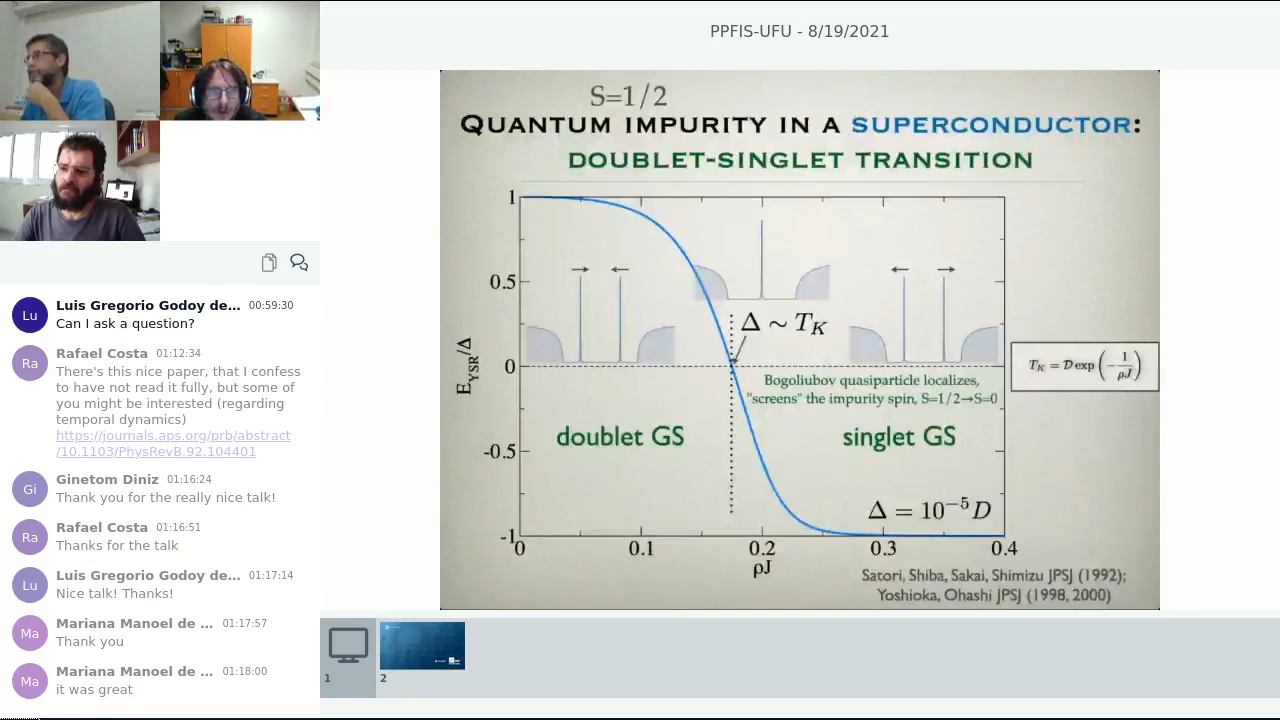 PPFIS-UFU - 8/19/2021
Lu
Luis Gregorio Godoy de... 00:59:30
Can I ask a question?
Ra
Rafael Costa 01:12:34
There's this nice paper, that I confess
to have not read it fully, but some of
you might be interested (regarding
temporal dynamics)
https://journals.aps.org/prb/abstract
/10.1103/PhysRevB.92.104401
Gi
Ginetom Diniz 01:16:24
Thank you for the really nice talk!
Ra
Rafael Costa 01:16:51
Thanks for the talk
Lu
Luis Gregorio Godoy de... 01:17:14
Nice talk! Thanks!
Ma
Mariana Manoel de ... 01:17:57
Thank you
Ma
Mariana Manoel de ... 01:18:00
it was great
S=1/2
QUANTUM IMPURITY IN A SUPERCONDUCTOR:
DOUBLET-SINGLET TRANSITION
1
0.5
0
-0.5
-1
E_YSR/Δ
Δ ∼ T_K
T_K = D exp(-1/ρJ)
Bogoliubov quasiparticle localizes,
"screens" the impurity spin, S=1/2→S=0
doublet GS
singlet GS
Δ = 10⁻⁵D
0 0.1 0.2 0.3 0.4
ρJ
Satori, Shiba, Sakai, Shimizu JPSJ (1992);
Yoshioka, Ohashi JPSJ (1998, 2000)
1
2